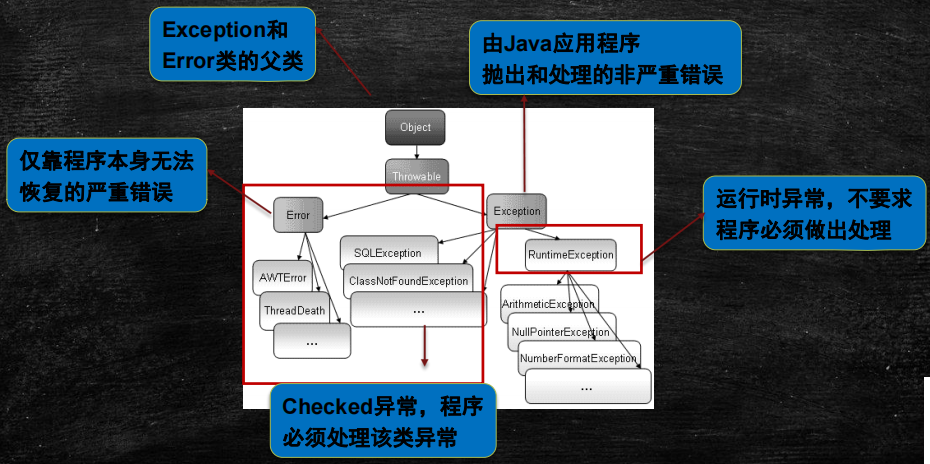 Exception和
Error类的父类
由Java应用程序
抛出和处理的非严重错误
仅靠程序本身无法
恢复的严重错误
运行时异常，不要求
程序必须做出处理
Object
Throwable
Error
Exception
SQLException
RuntimeException
AWTError
ClassNotFoundException
ThreadDeath
...
ArithmeticException
...
NullPointerException
NumberFormatException
...
Checked异常，程序
必须处理该类异常